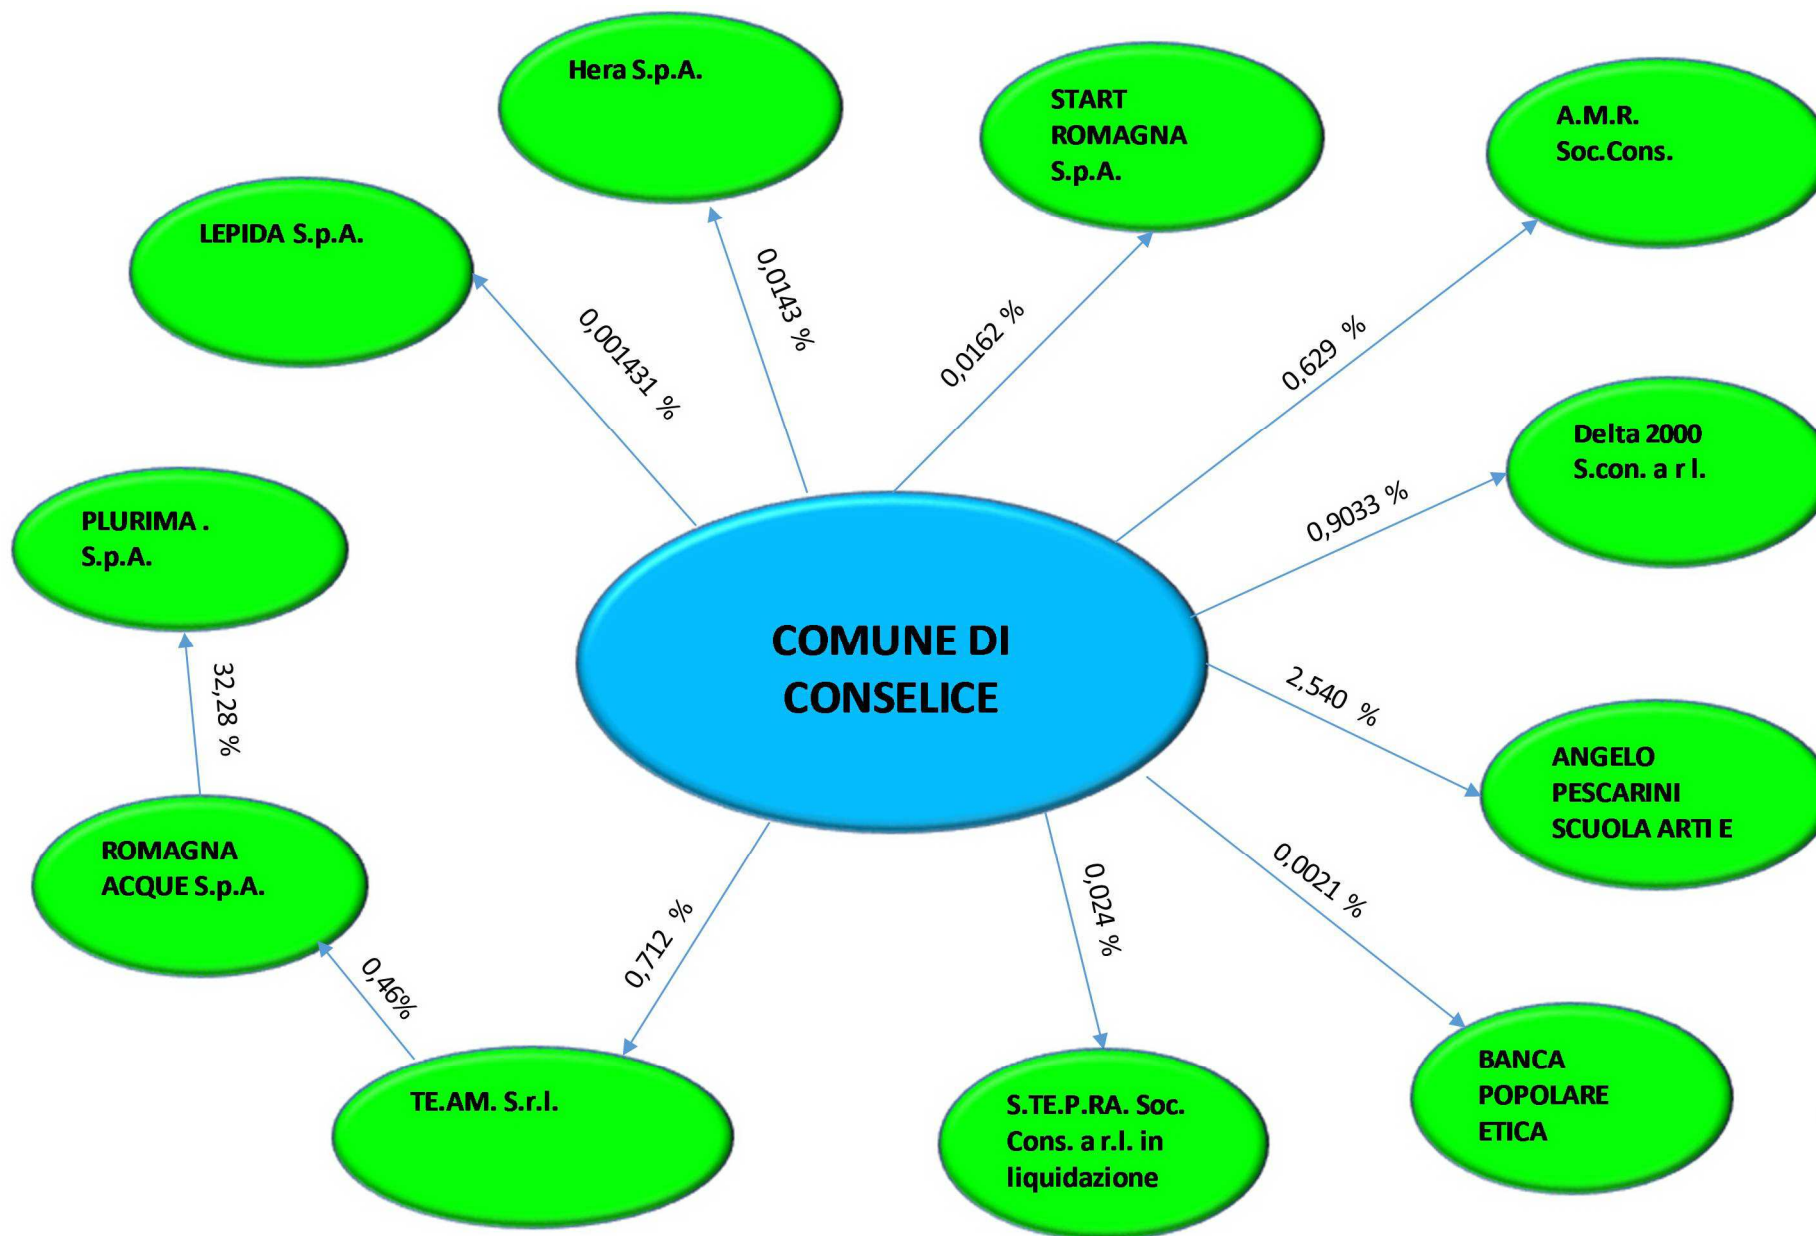 Hera S.p.A.
START
ROMAGNA
S.p.A.
A.M.R.
Soc.Cons.
LEPIDA S.p.A.
0,0143 %
0,001431 %
0,0162 %
0,629 %
Delta 2000
S.con. a r l.
0,9033 %
PLURIMA .
S.p.A.
COMUNE DI
CONSELICE
32,28 %
2,540 %
ANGELO
PESCARINI
SCUOLA ARTI E
ROMAGNA
ACQUE S.p.A.
0,46%
0,712 %
0,024 %
0,0021 %
TE.AM. S.r.l.
S.TE.P.RA. Soc.
Cons. a r.l. in
liquidazione
BANCA
POPOLARE
ETICA